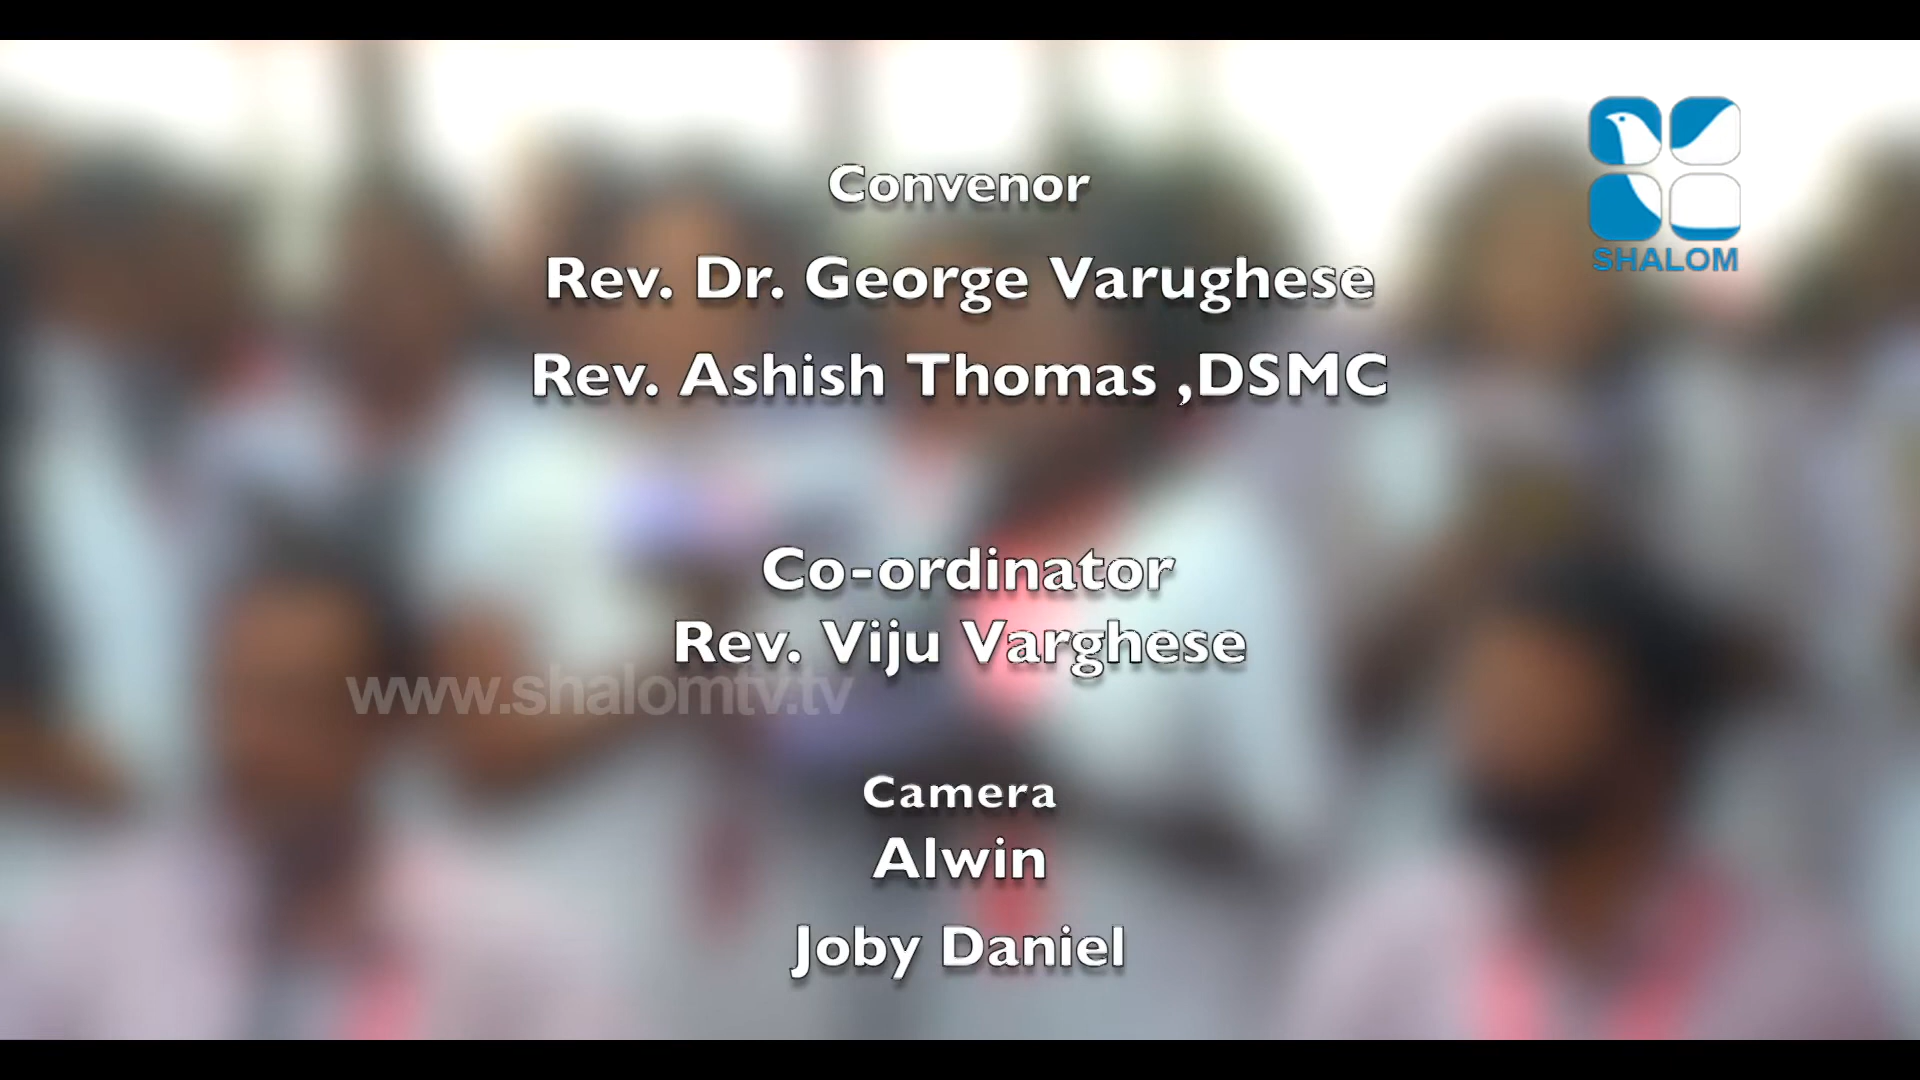 SHALOM
Convenor
Rev. Dr. George Varughese
Rev. Ashish Thomas ,DSMC
Co-ordinator
Rev. Viju Varghese
www.shalomtv.tv
Camera
Alwin
Joby Daniel